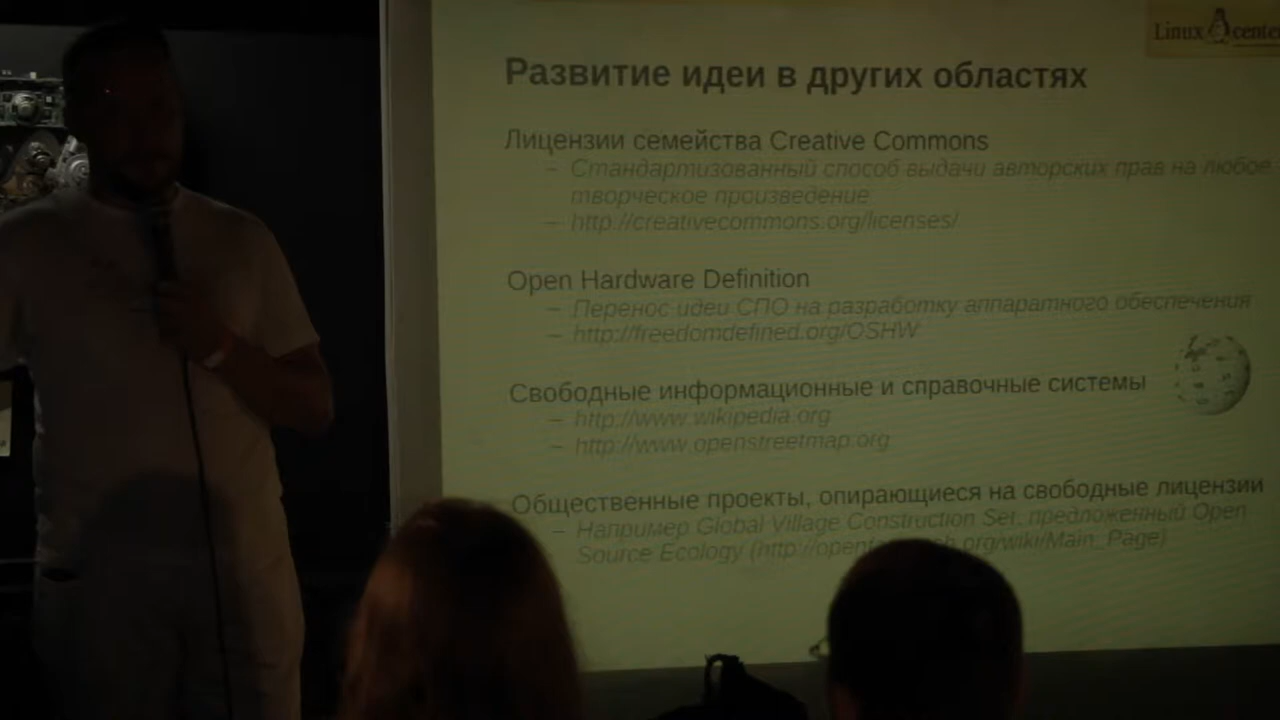 Linux center
Развитие идеи в других областях
Лицензии семейства Creative Commons
– Стандартизованный способ выдачи авторских прав на любое
творческое произведение
– http://creativecommons.org/licenses/
Open Hardware Definition
– Перенос идеи СПО на разработку аппаратного обеспечения
– http://freedomdefined.org/OSHW
Свободные информационные и справочные системы
– http://www.wikipedia.org
– http://www.openstreetmap.org
Общественные проекты, опирающиеся на свободные лицензии
– Например Global Village Construction Set, предложенный Open
Source Ecology